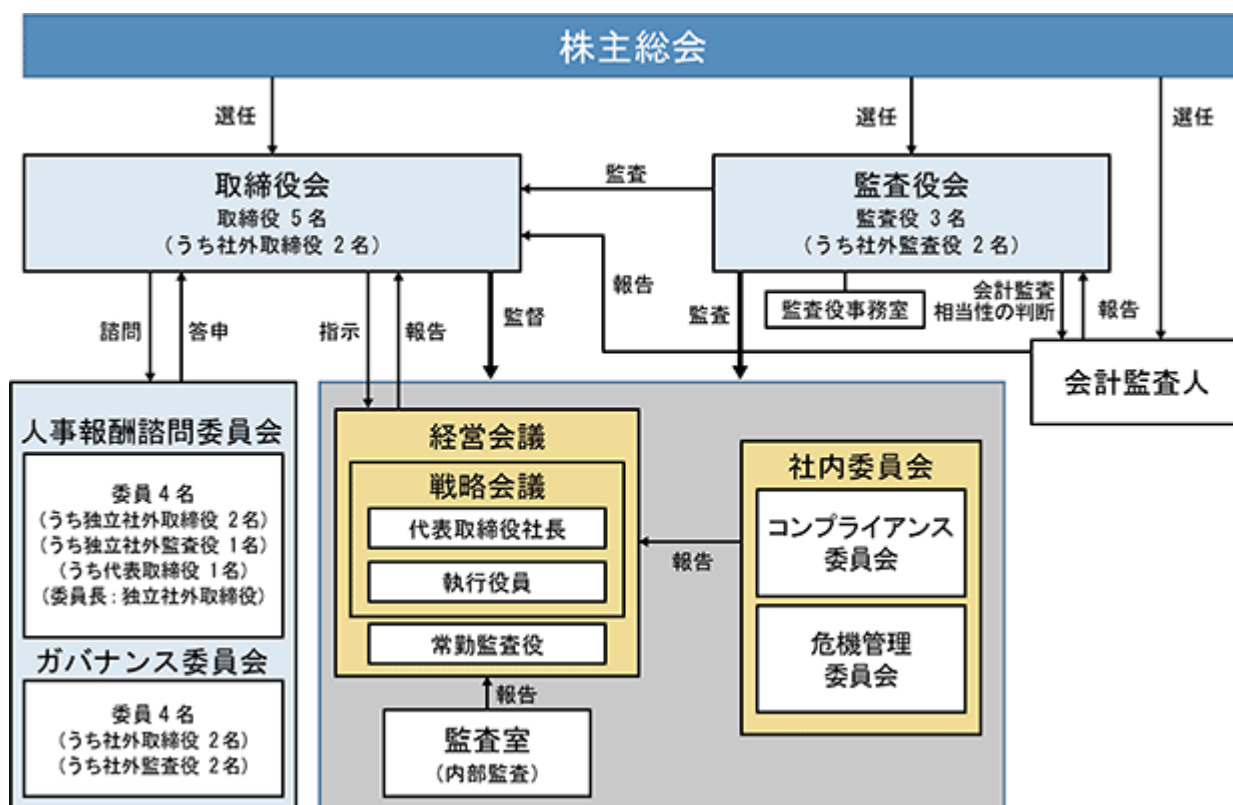 株主総会
選任
選任
選任
取締役会
取締役 5 名
(うち社外取締役 2 名)
監査
監査役会
監査役 3 名
(うち社外監査役 2 名)
諮問
答申
指示
報告
監督
報告
監査
監査役事務室
会計監査
相当性の判断
報告
会計監査人
人事報酬諮問委員会
委員 4 名
(うち独立社外取締役 2名)
(うち独立社外監査役 1名)
(うち代表取締役 1名)
(委員長:独立社外取締役)
ガバナンス委員会
委員 4 名
(うち社外取締役 2名)
(うち社外監査役 2名)
経営会議
戦略会議
代表取締役社長
執行役員
常勤監査役
報告
監査室
(内部監査)
報告
社内委員会
コンプライアンス
委員会
危機管理
委員会